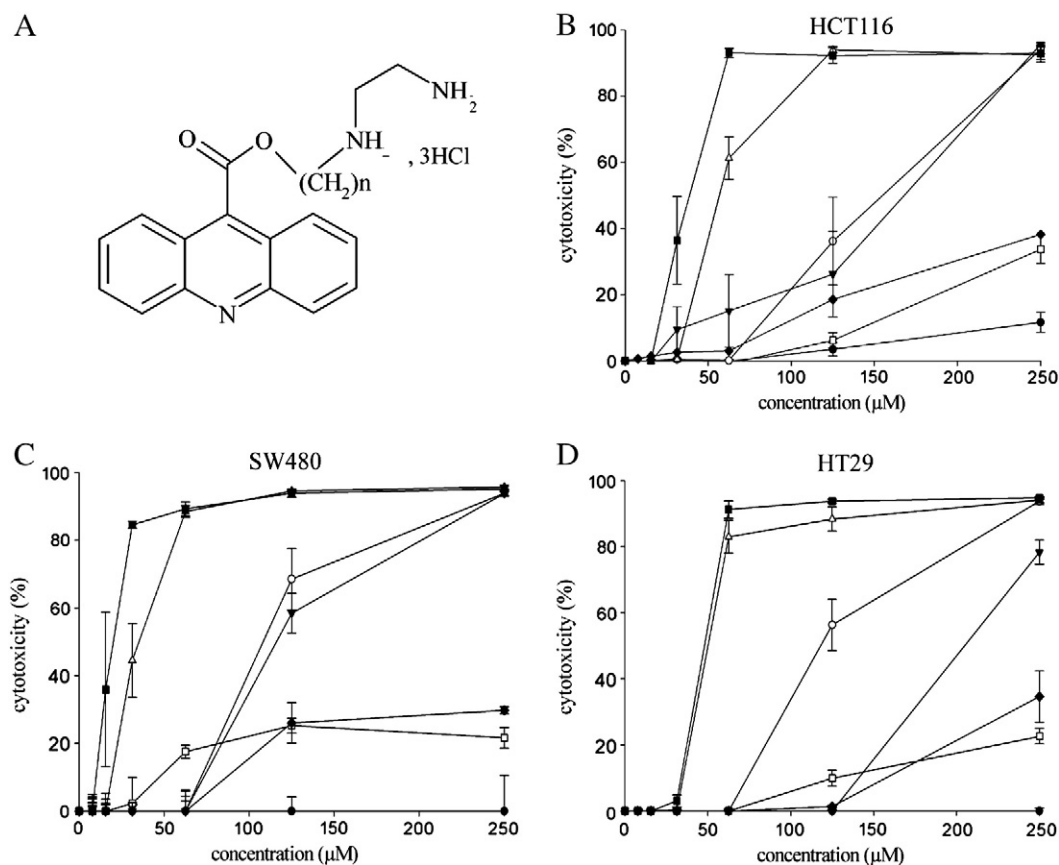 A
O
O
NH
NH2
- , 3HCl
(CH2)n
N
B
HCT116
cytotoxicity (%)
100
80
60
40
20
0
0 50 100 150 200 250
concentration (µM)
C
SW480
cytotoxicity (%)
100
80
60
40
20
0
0 50 100 150 200 250
concentration (µM)
D
HT29
cytotoxicity (%)
100
80
60
40
20
0
0 50 100 150 200 250
concentration (µM)